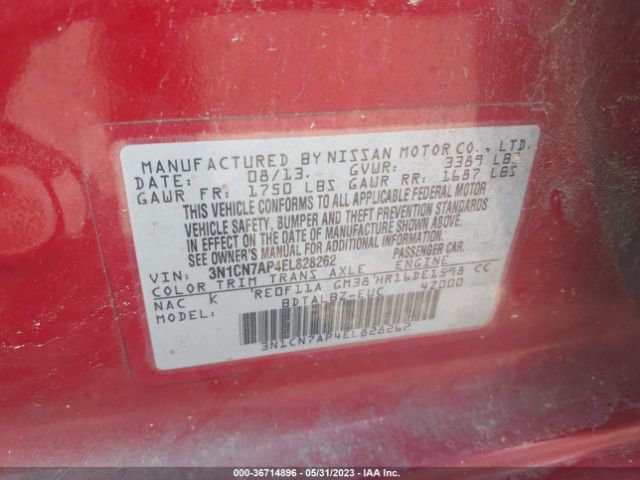 MANUFACTURED BY NISSAN MOTOR CO., LTD.
DATE: 08/13. GVWR: 3389 LBS
GAWR FR: 1750 LBS GAWR RR: 1687 LBS
THIS VEHICLE CONFORMS TO ALL APPLICABLE FEDERAL MOTOR
VEHICLE SAFETY, BUMPER AND THEFT PREVENTION STANDARDS
IN EFFECT ON THE DATE OF MANUFACTURE SHOWN ABOVE.
SEE OWNER'S MANUAL FOR ADDITIONAL INFO. PASSENGER CAR.
VIN: 3N1CN7AP4EL828262
COLOR TRIM TRANS AXLE ENGINE
NAC K RE0F11A GM38 HR16DE1598 CC
MODEL: BDTALBZ-EUC 47000
3N1CN7AP4EL828262
000-36714896 - 05/31/2023 - IAA Inc.